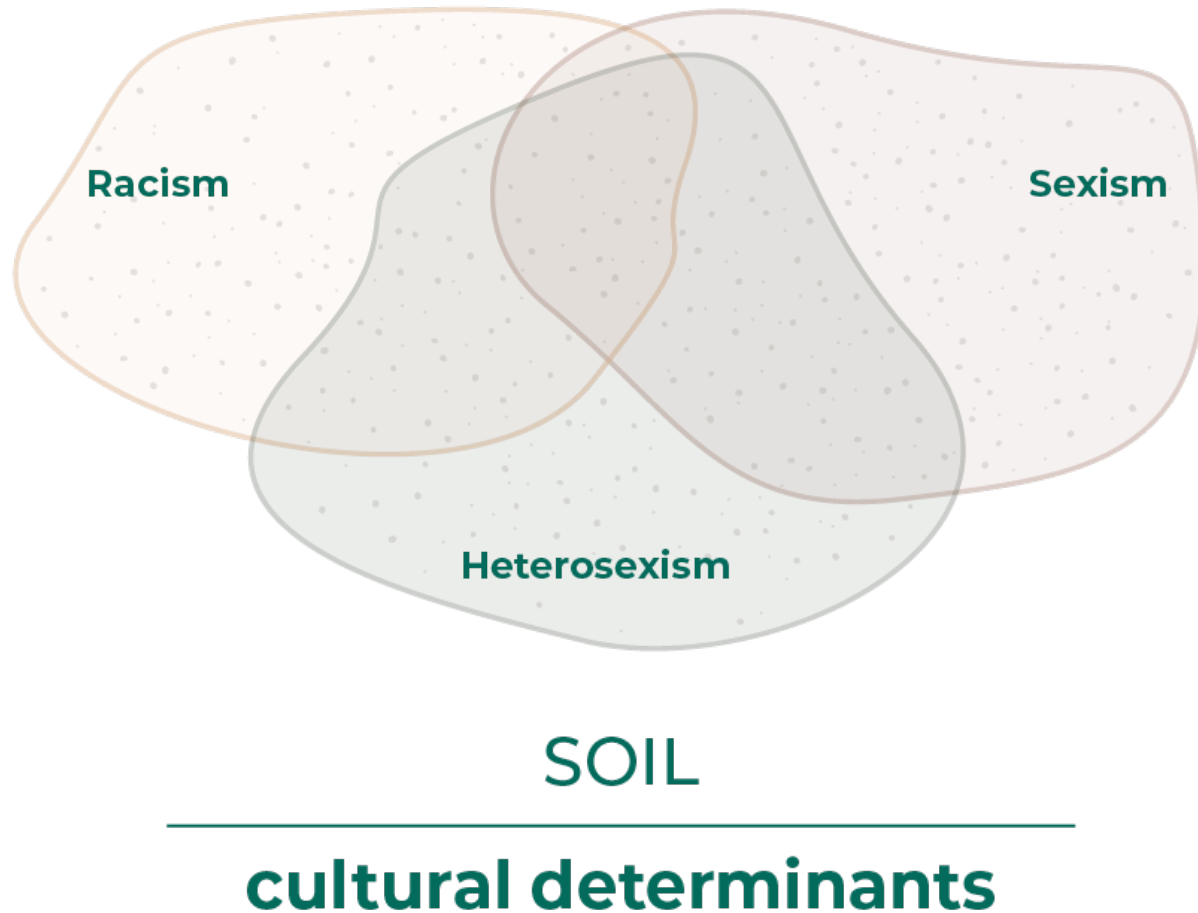 Racism
Sexism
Heterosexism
SOIL
cultural determinants